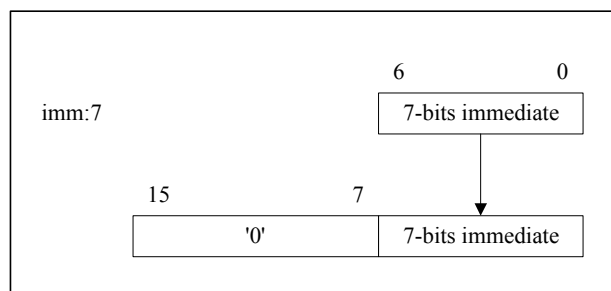 6 0
imm:7 7-bits immediate
15 7
'0' 7-bits immediate